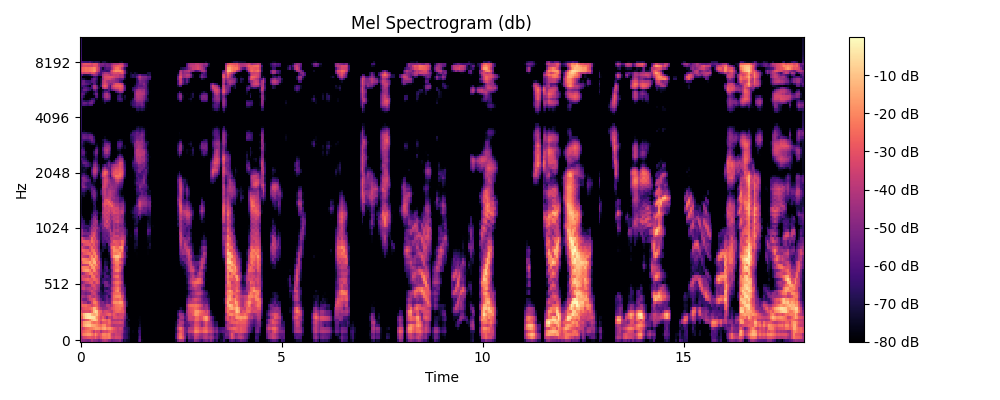 Mel Spectrogram (db)
8192
4096
2048
1024
512
0
Hz
0 5 10 15
Time
-10 dB
-20 dB
-30 dB
-40 dB
-50 dB
-60 dB
-70 dB
-80 dB